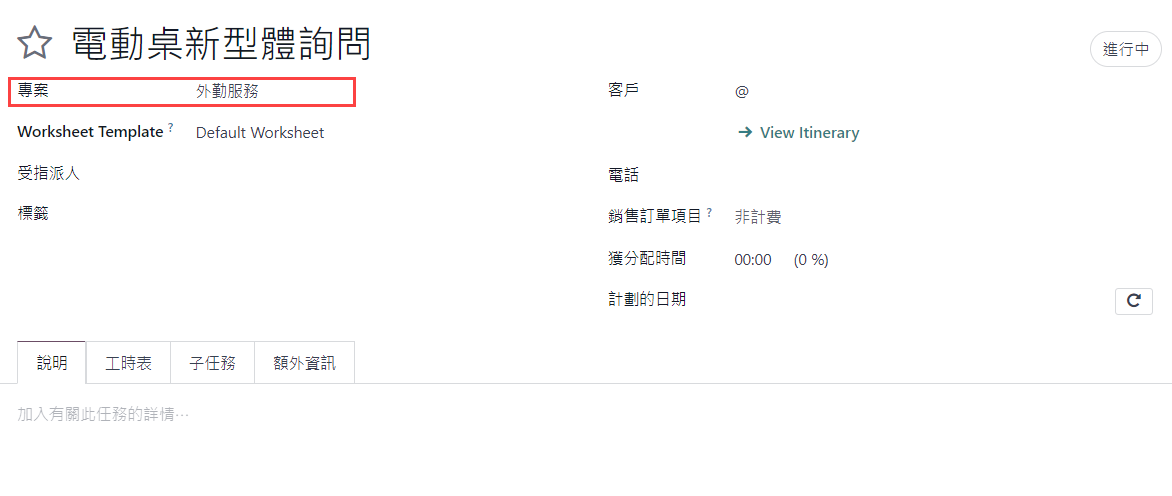 電動桌新型體詢問
進行中
專案 外勤服務
Worksheet Template ? Default Worksheet
受指派人
標籤
客戶 @
View Itinerary
電話
銷售訂單項目 ? 非計費
獲分配時間 00:00 (0 %)
計劃的日期
說明 工時表 子任務 額外資訊
加入有關此任務的詳情…